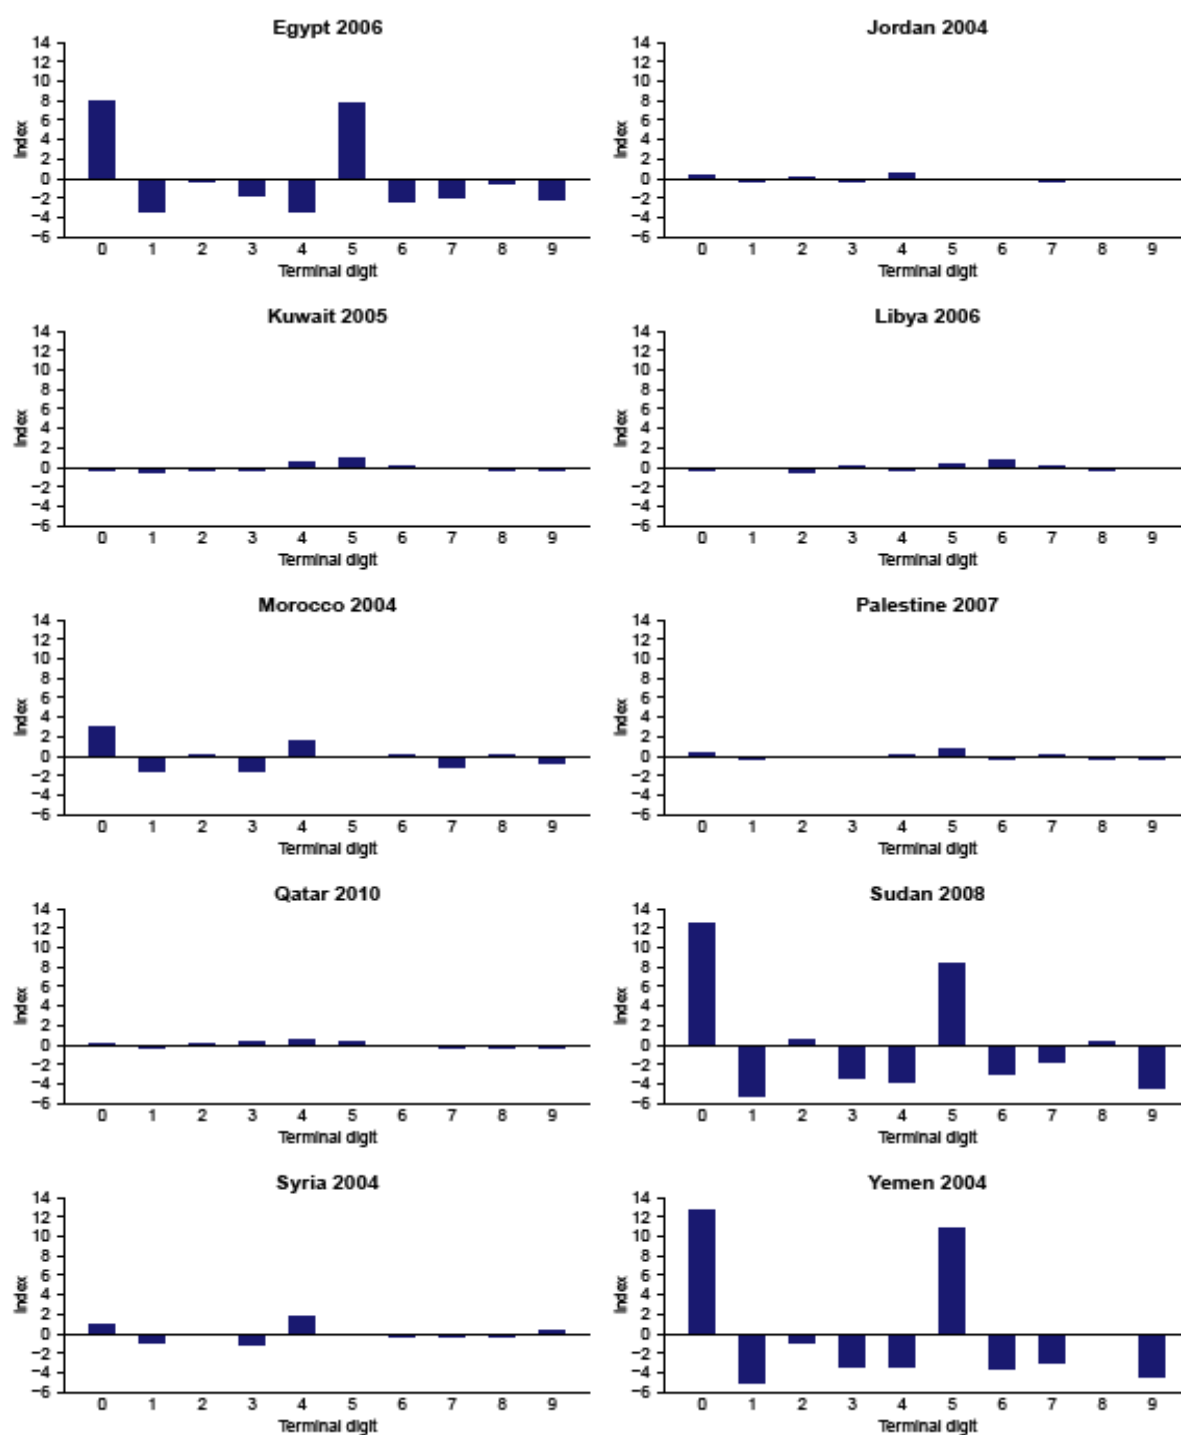 Egypt 2006
14
12
10
8
6
4
2
0
−2
−4
−6
Index
0 1 2 3 4 5 6 7 8 9
Terminal digit
Jordan 2004
14
12
10
8
6
4
2
0
−2
−4
−6
Index
0 1 2 3 4 5 6 7 8 9
Terminal digit
Kuwait 2005
14
12
10
8
6
4
2
0
−2
−4
−6
Index
0 1 2 3 4 5 6 7 8 9
Terminal digit
Libya 2006
14
12
10
8
6
4
2
0
−2
−4
−6
Index
0 1 2 3 4 5 6 7 8 9
Terminal digit
Morocco 2004
14
12
10
8
6
4
2
0
−2
−4
−6
Index
0 1 2 3 4 5 6 7 8 9
Terminal digit
Palestine 2007
14
12
10
8
6
4
2
0
−2
−4
−6
Index
0 1 2 3 4 5 6 7 8 9
Terminal digit
Qatar 2010
14
12
10
8
6
4
2
0
−2
−4
−6
Index
0 1 2 3 4 5 6 7 8 9
Terminal digit
Sudan 2008
14
12
10
8
6
4
2
0
−2
−4
−6
Index
0 1 2 3 4 5 6 7 8 9
Terminal digit
Syria 2004
14
12
10
8
6
4
2
0
−2
−4
−6
Index
0 1 2 3 4 5 6 7 8 9
Terminal digit
Yemen 2004
14
12
10
8
6
4
2
0
−2
−4
−6
Index
0 1 2 3 4 5 6 7 8 9
Terminal digit